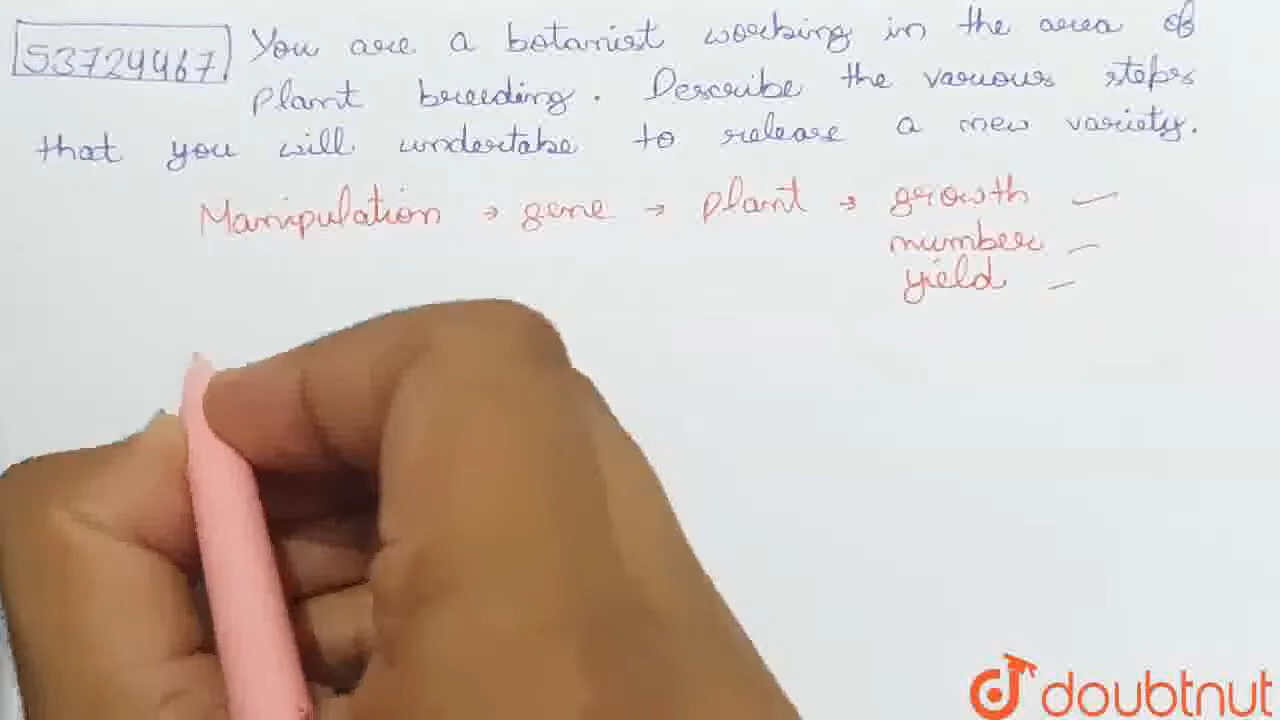 53729467 You are a botanist working in the area of
plant breeding. Describe the various steps
that you will undertake to release a new variety.
Manipulation → gene → plant → growth
number
yield
doubtnut